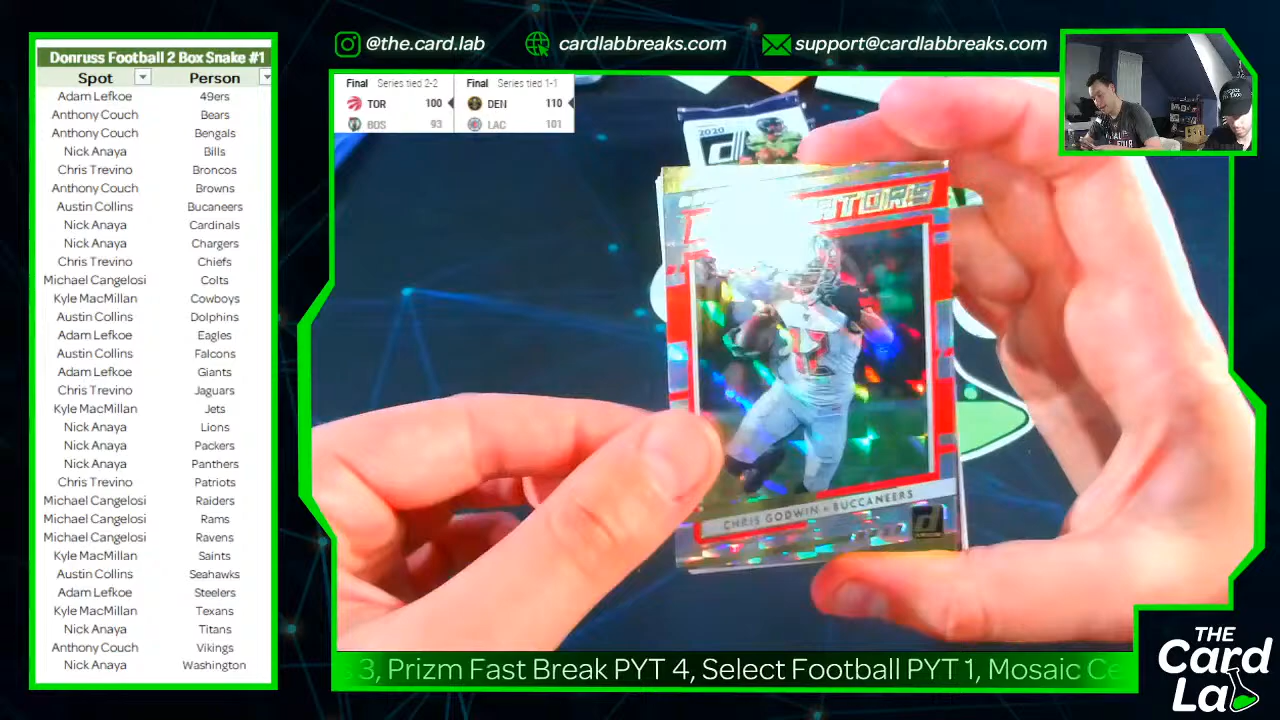 @the.card.lab
cardlabbreaks.com
support@cardlabbreaks.com
Donruss Football 2 Box Snake #1
Spot Person
Adam Lefkoe 49ers
Anthony Couch Bears
Anthony Couch Bengals
Nick Anaya Bills
Chris Trevino Broncos
Anthony Couch Browns
Austin Collins Bucaneers
Nick Anaya Cardinals
Nick Anaya Chargers
Chris Trevino Chiefs
Michael Cangelosi Colts
Kyle MacMillan Cowboys
Austin Collins Dolphins
Adam Lefkoe Eagles
Austin Collins Falcons
Adam Lefkoe Giants
Chris Trevino Jaguars
Kyle MacMillan Jets
Nick Anaya Lions
Nick Anaya Packers
Nick Anaya Panthers
Chris Trevino Patriots
Michael Cangelosi Raiders
Michael Cangelosi Rams
Michael Cangelosi Ravens
Kyle MacMillan Saints
Austin Collins Seahawks
Adam Lefkoe Steelers
Kyle MacMillan Texans
Nick Anaya Titans
Anthony Couch Vikings
Nick Anaya Washington
Final Series tied 2-2
TOR 100
BOS 93
Final Series tied 1-1
DEN 110
LAC 101
2020
12
CHRIS GODWIN BUCCANEERS
3, Prizm Fast Break PYT 4, Select Football PYT 1, Mosaic
THE
Card
Lab